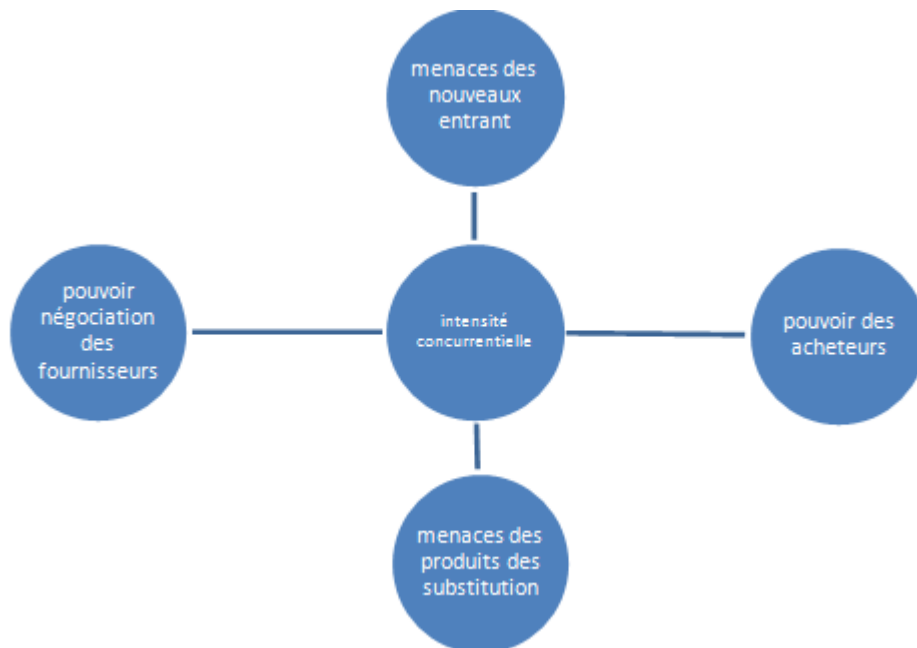 menaces des
nouveaux
entrant
pouvoir
négociation
des
fournisseurs
intensité
concurrentielle
pouvoir des
acheteurs
menaces des
produits des
substitution